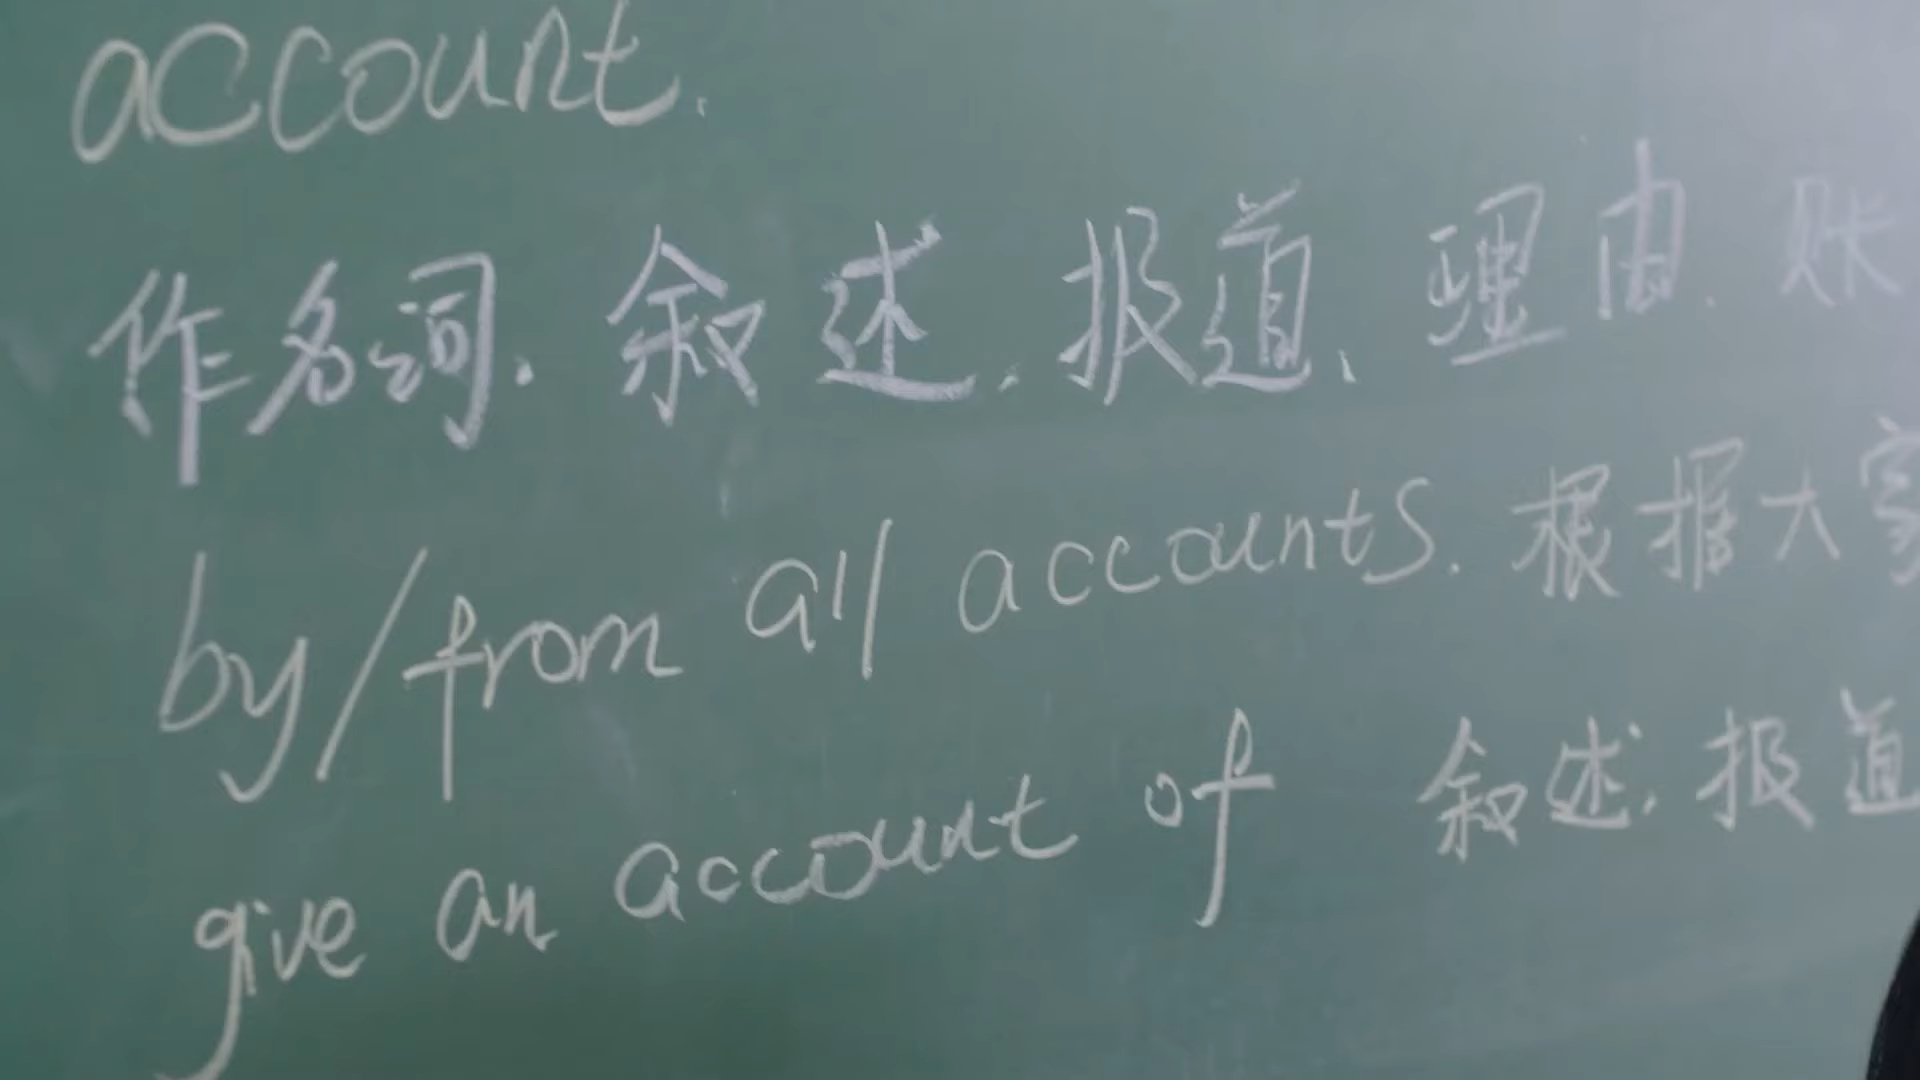 account.
作名词、叙述、报道、理由、账
by/from all accounts. 根据大家
give an account of 叙述、报道